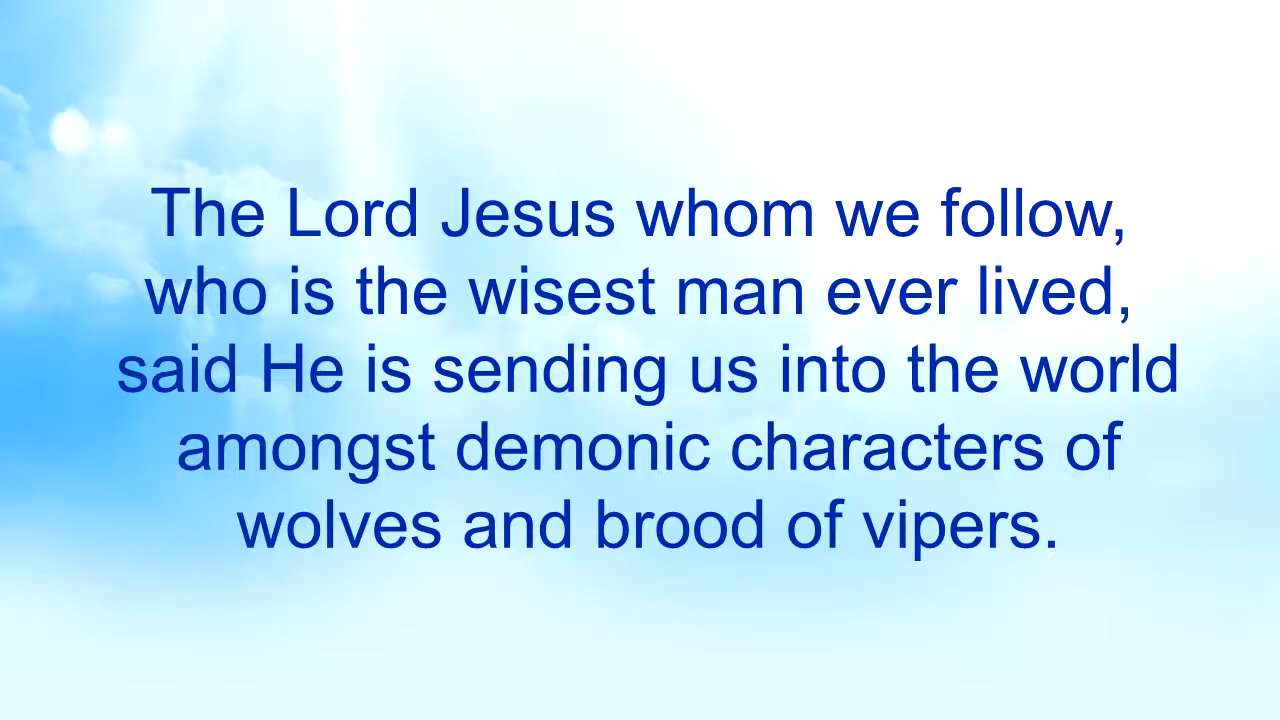 The Lord Jesus whom we follow,
who is the wisest man ever lived,
said He is sending us into the world
amongst demonic characters of
wolves and brood of vipers.